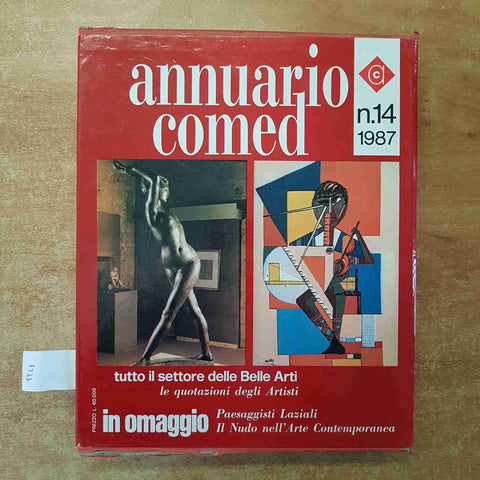 annuario
comed
n.14
1987
tutto il settore delle Belle Arti
le quotazioni degli Artisti
in omaggio
Paesaggisti Laziali
Il Nudo nell'Arte Contemporanea
PREZZO L. 60.000